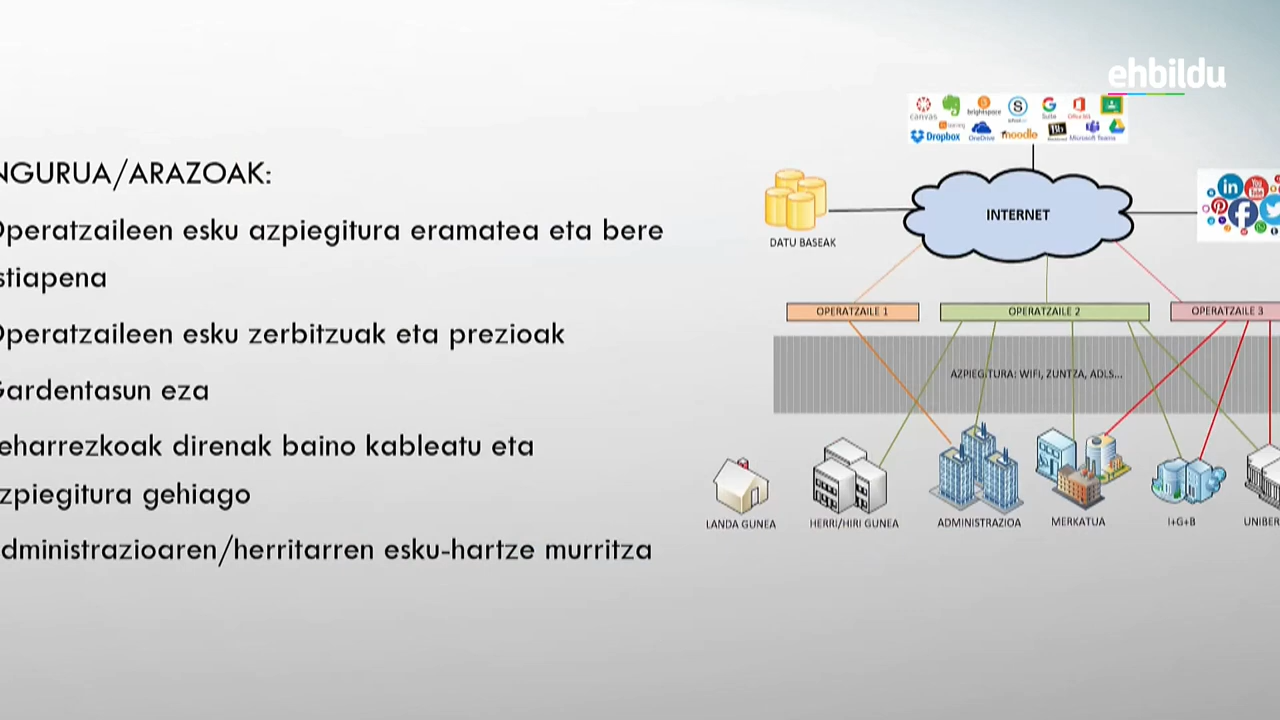 ehbildu
NGURUA/ARAZOAK:
Operatzaileen esku azpiegitura eramatea eta bere
stiapena
Operatzaileen esku zerbitzuak eta prezioak
Gardentasun eza
eharrezkoak direnak baino kableatu eta
zpiegitura gehiago
dministrazioaren/herritarren esku-hartze murritza
canvas
brightspace
Dropbox
OneDrive
moodle
Microsoft Teams
INTERNET
DATU BASEAK
OPERATZAILE 1
OPERATZAILE 2
OPERATZAILE 3
AZPIEGITURA: WIFI, ZUNTZA, ADLS...
LANDA GUNEA
HERRI/HIRI GUNEA
ADMINISTRAZIOA
MERKATUA
I+G+B
UNIBER